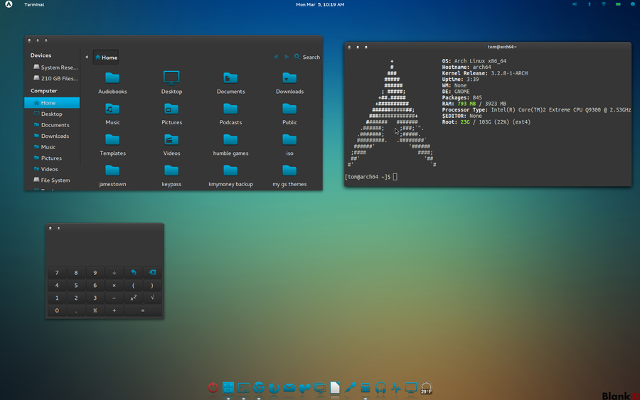 Terminal
Mon Mar 5, 10:19 AM
Devices
System Rese...
210 GB Files...
Computer
Home
Desktop
Documents
Downloads
Music
Pictures
Videos
File System
Home
Search
Audiobooks
Desktop
Documents
Downloads
Music
Pictures
Podcasts
Public
Templates
Videos
humble games
iso
jamestown
keypass
kmymoney backup
my gs themes
tom@arch64:~
OS: Arch Linux x86_64
Hostname: arch64
Kernel Release: 3.2.8-1-ARCH
Uptime: 2:39
WM: None
DE: GNOME
Packages: 845
RAM: 793 MB / 3923 MB
Processor Type: Intel(R) Core(TM)2 Extreme CPU Q9300 @ 2.53GHz
$EDITOR: None
Root: 23G / 103G (22%) (ext4)
[tom@arch64 ~]$
7 8 9 ÷
4 5 6 × ( )
1 2 3 − x² √
0 . % + =
Blank